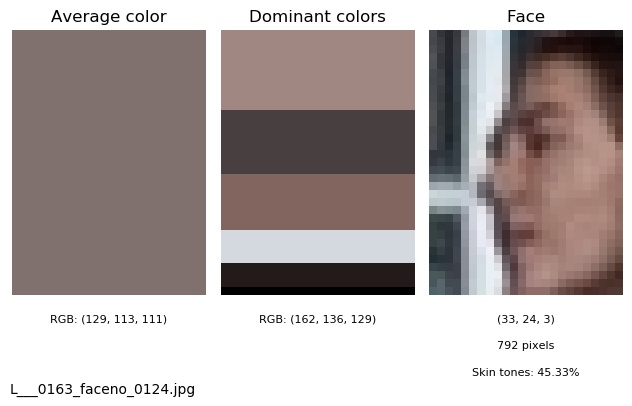 Average color
Dominant colors
Face
RGB: (129, 113, 111)
RGB: (162, 136, 129)
(33, 24, 3)
792 pixels
Skin tones: 45.33%
L___0163_faceno_0124.jpg